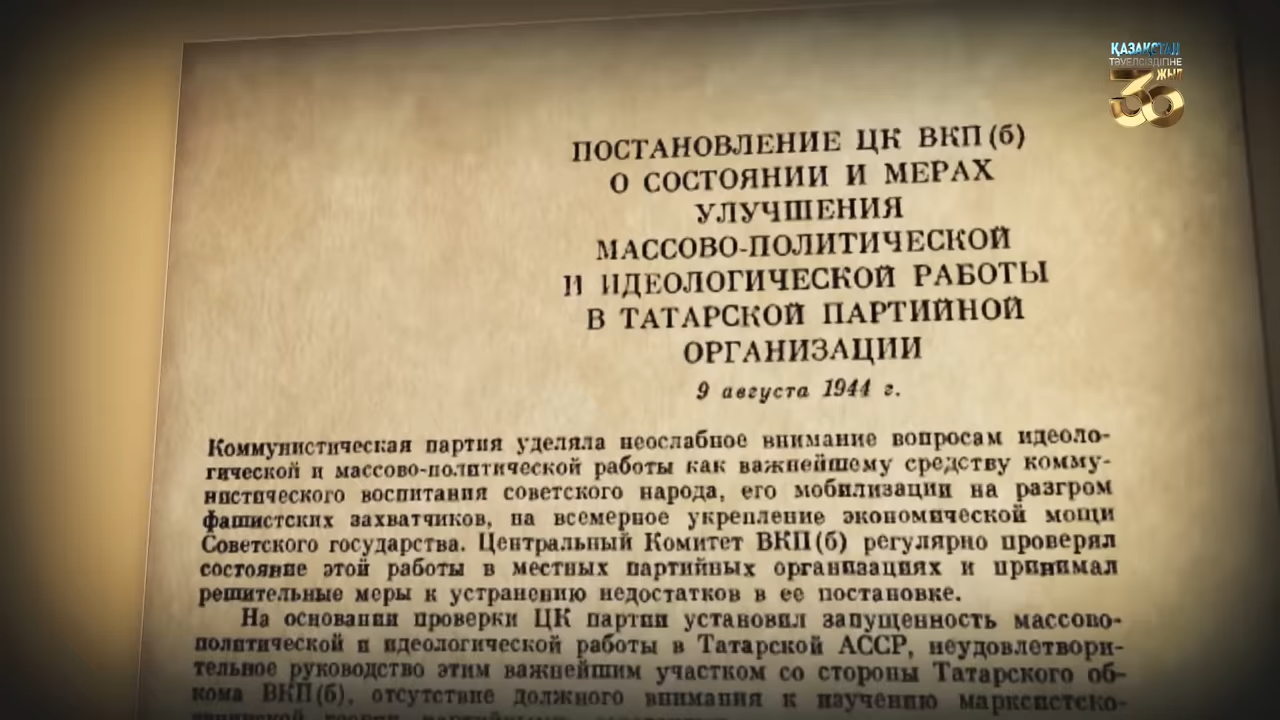 ҚАЗАҚСТАН
ТӘУЕЛСІЗДІГІНЕ
30 ЖЫЛ
ПОСТАНОВЛЕНИЕ ЦК ВКП(б)
О СОСТОЯНИИ И МЕРАХ
УЛУЧШЕНИЯ
МАССОВО-ПОЛИТИЧЕСКОЙ
И ИДЕОЛОГИЧЕСКОЙ РАБОТЫ
В ТАТАРСКОЙ ПАРТИЙНОЙ
ОРГАНИЗАЦИИ
9 августа 1944 г.
Коммунистическая партия уделяла неослабное внимание вопросам идеоло-
гической и массово-политической работы как важнейшему средству комму-
нистического воспитания советского народа, его мобилизации на разгром
фашистских захватчиков, на всемерное укрепление экономической мощи
Советского государства. Центральный Комитет ВКП(б) регулярно проверял
состояние этой работы в местных партийных организациях и принимал
решительные меры к устранению недостатков в ее постановке.
На основании проверки ЦК партии установил запущенность массово-
политической и идеологической работы в Татарской АССР, неудовлетвори-
тельное руководство этим важнейшим участком со стороны Татарского об-
кома ВКП(б), отсутствие должного внимания к изучению марксистско-